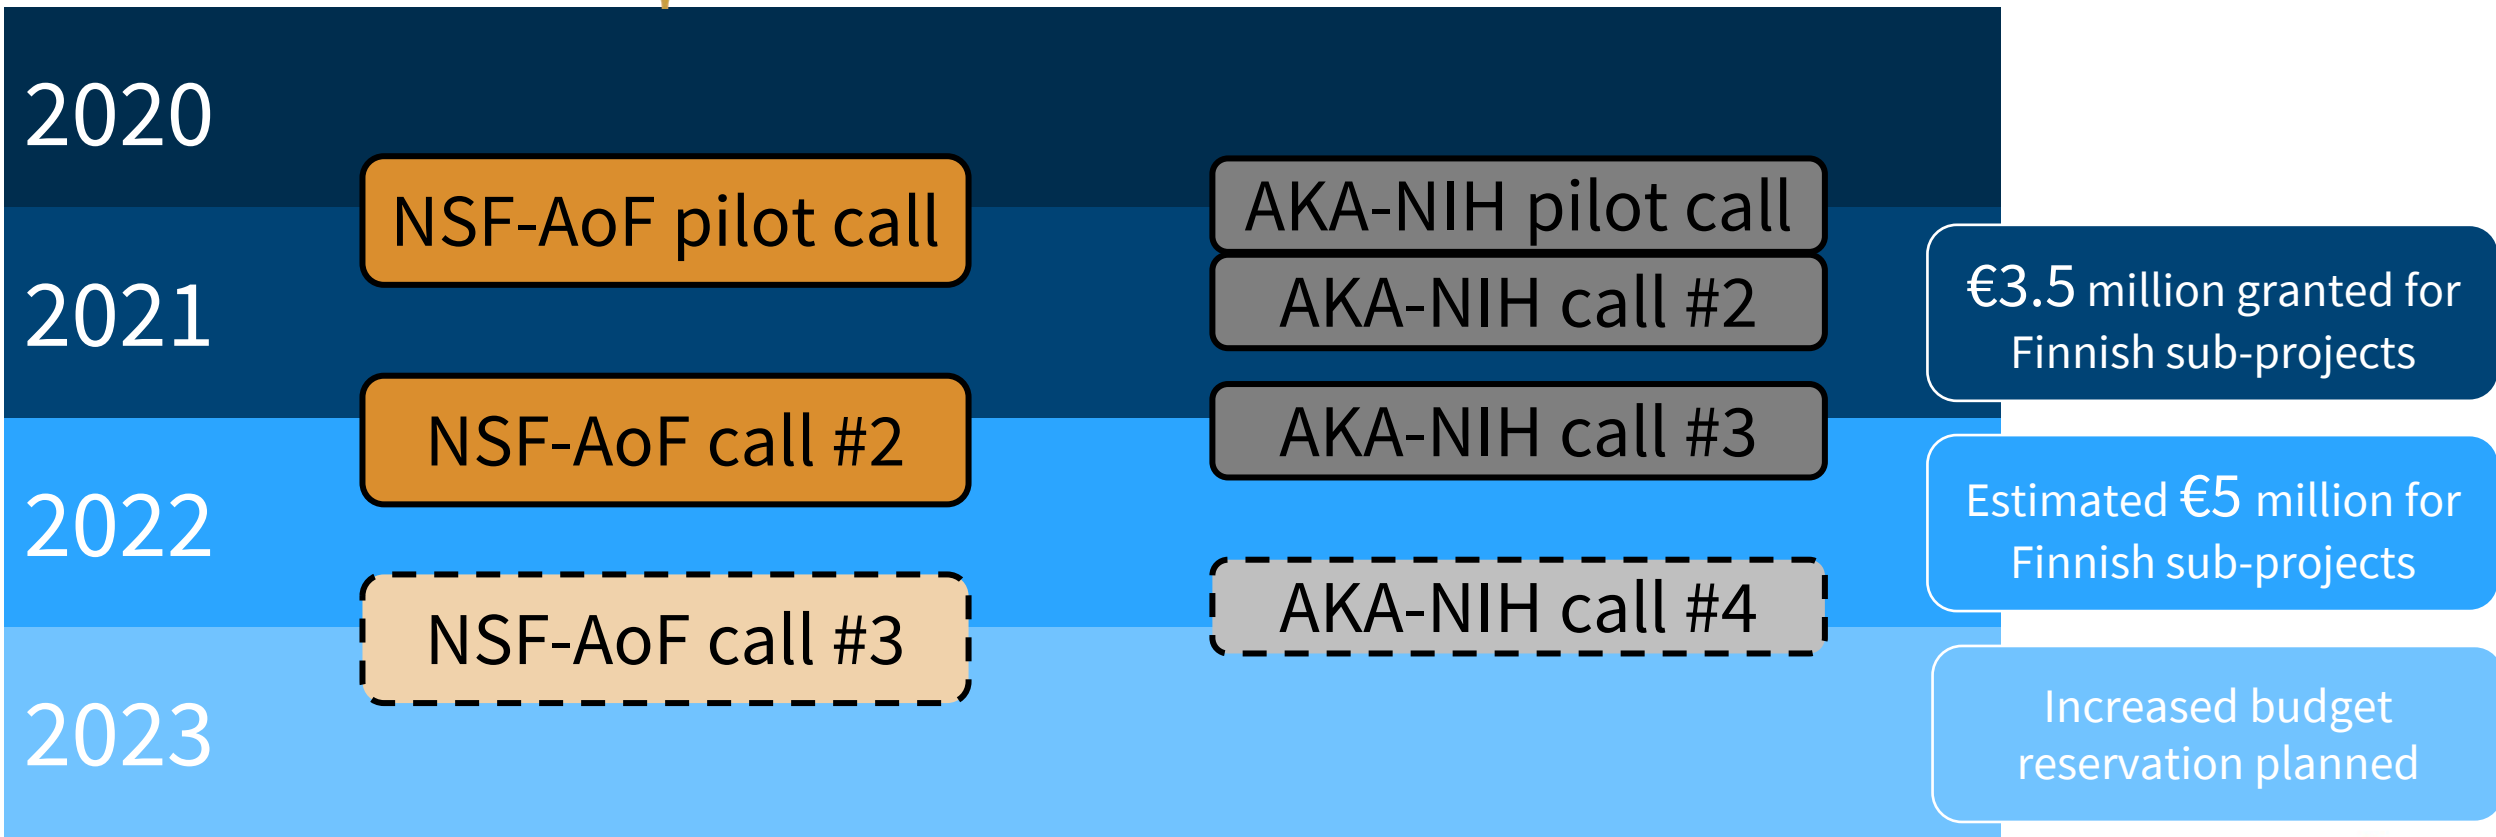 2020
NSF-AoF pilot call
AKA-NIH pilot call
2021
AKA-NIH call #2
€3.5 million granted for
Finnish sub-projects
NSF-AoF call #2
AKA-NIH call #3
2022
Estimated €5 million for
Finnish sub-projects
NSF-AoF call #3
AKA-NIH call #4
2023
Increased budget
reservation planned